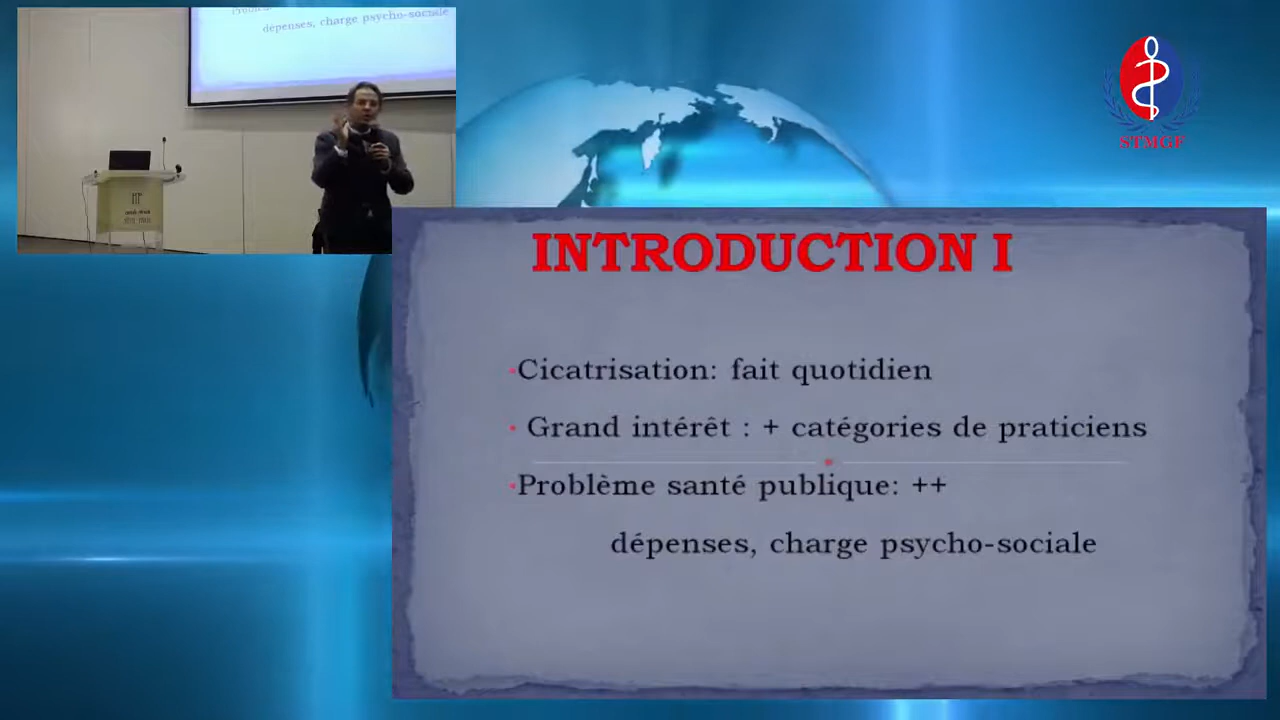 dépenses, charge psycho-sociale
STMGF
INTRODUCTION I
Cicatrisation: fait quotidien
Grand intérêt : + catégories de praticiens
Problème santé publique: ++
dépenses, charge psycho-sociale